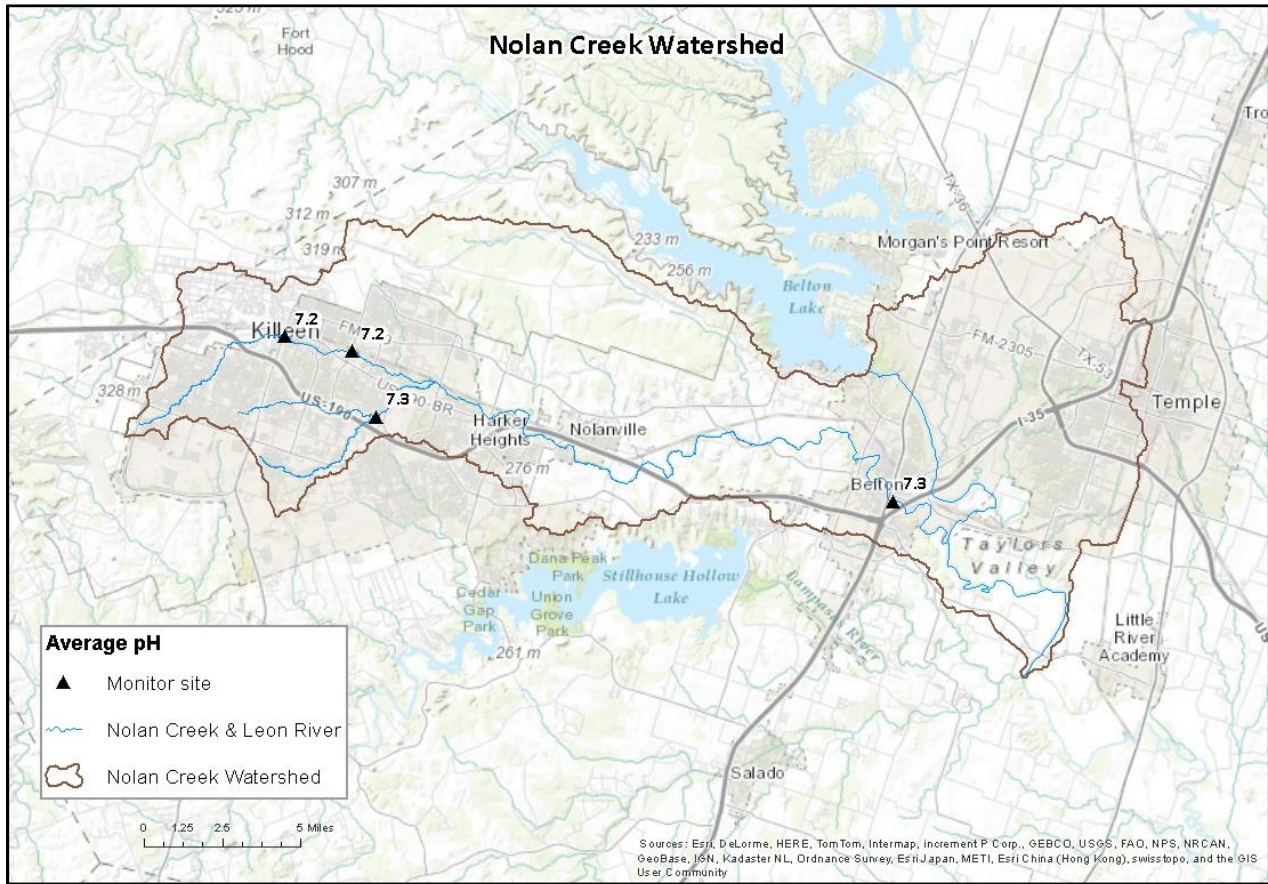 Nolan Creek Watershed
Fort
Hood
307 m
312 m
319 m
233 m
256 m
TX-36
Morgan's Point Resort
Belton
Lake
Tro
7.2
Killeen
7.2
FM
328 m
US-190
7.3
-BR
Harker
Heights
Nolanville
276 m
FM-2305
TX-53
I-35
Temple
Belton
7.3
Taylors
Valley
Dana Peak
Park
Stillhouse Hollow
Lake
Cedar
Gap
Park
Union
Grove
Park
Lampasas River
261 m
Little
River
Academy
US
Salado
Average pH
Monitor site
Nolan Creek & Leon River
Nolan Creek Watershed
0 1.25 2.5 5 Miles
Sources: Esri, DeLorme, HERE, TomTom, Intermap, increment P Corp., GEBCO, USGS, FAO, NPS, NRCAN,
GeoBase, IGN, Kadaster NL, Ordnance Survey, Esri Japan, METI, Esri China (Hong Kong), swisstopo, and the GIS
User Community